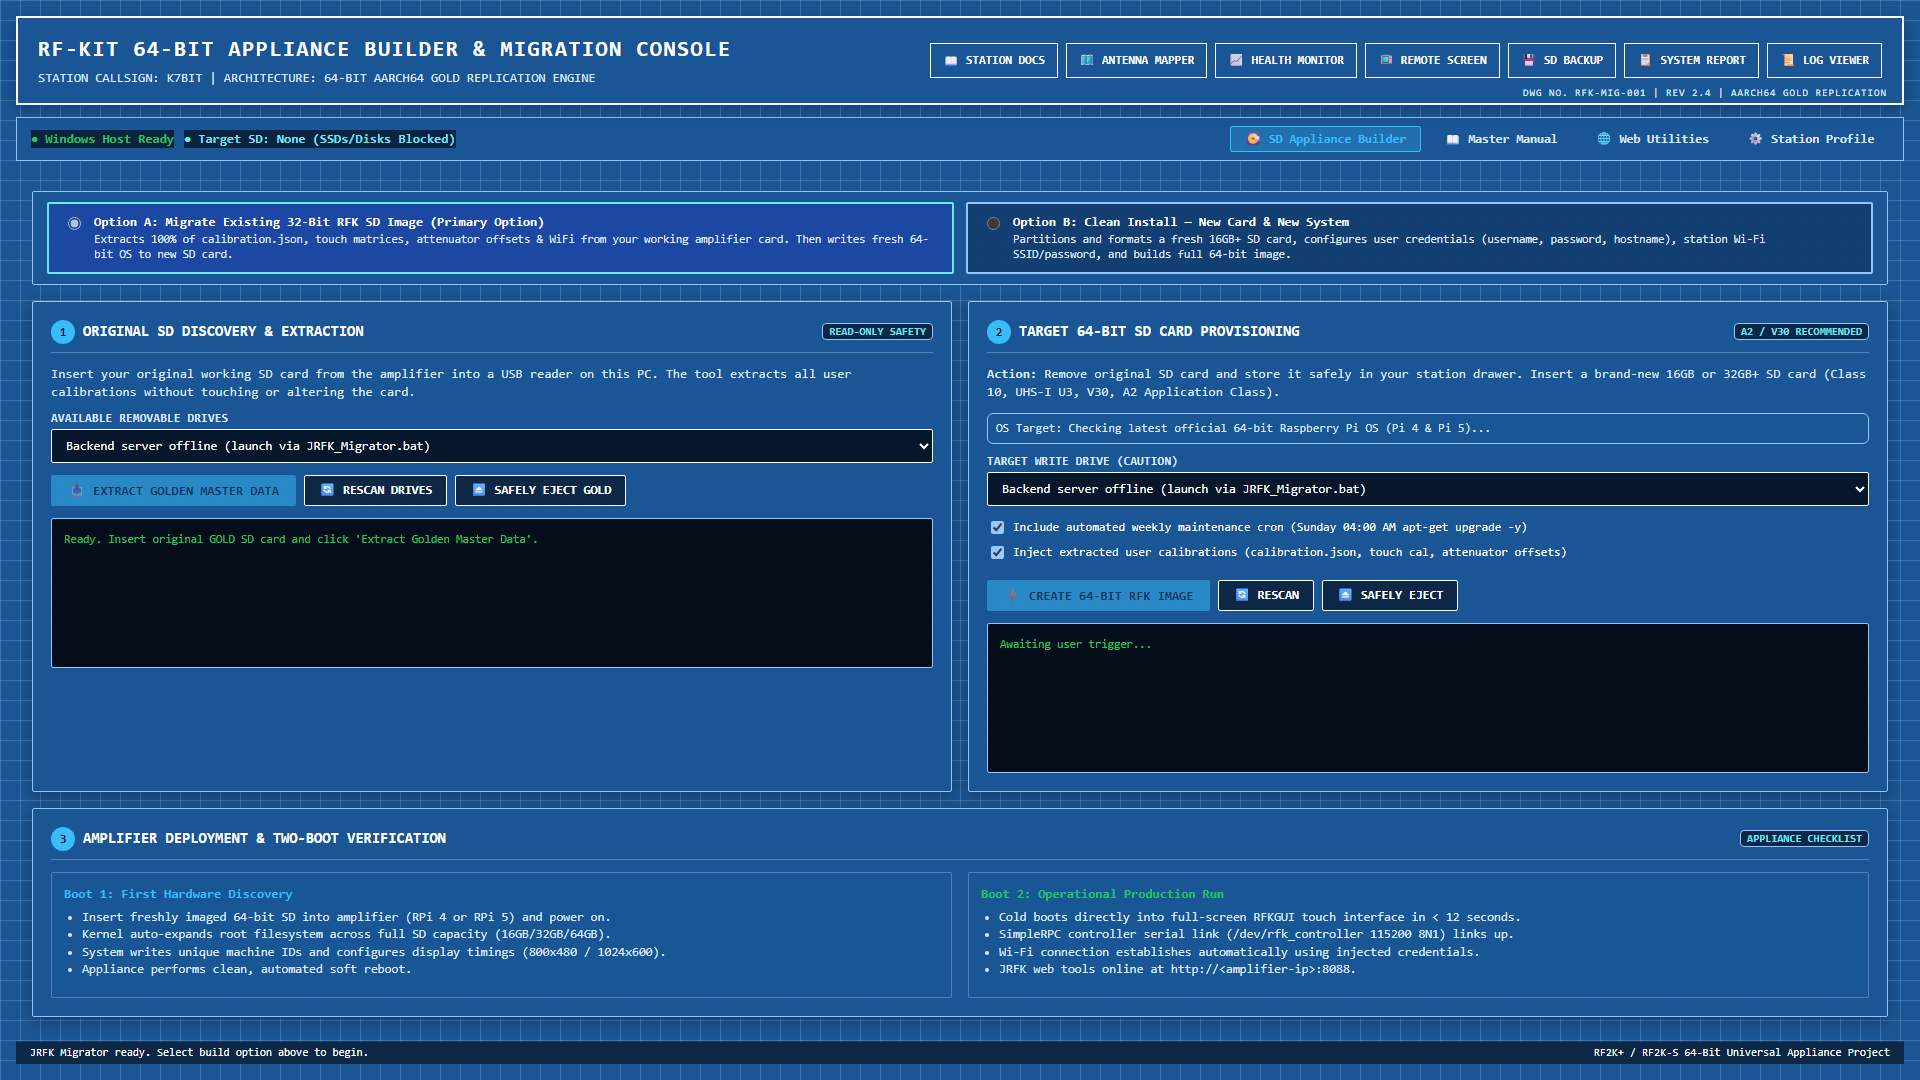 RF-KIT 64-BIT APPLIANCE BUILDER & MIGRATION CONSOLE
STATION CALLSIGN: K7BIT | ARCHITECTURE: 64-BIT AARCH64 GOLD REPLICATION ENGINE
STATION DOCS
ANTENNA MAPPER
HEALTH MONITOR
REMOTE SCREEN
SD BACKUP
SYSTEM REPORT
LOG VIEWER
DWG NO. RFK-MIG-001 | REV 2.4 | AARCH64 GOLD REPLICATION
● Windows Host Ready
● Target SD: None (SSDs/Disks Blocked)
SD Appliance Builder
Master Manual
Web Utilities
Station Profile
Option A: Migrate Existing 32-Bit RFK SD Image (Primary Option)
Extracts 100% of calibration.json, touch matrices, attenuator offsets & WiFi from your working amplifier card. Then writes fresh 64-
bit OS to new SD card.
Option B: Clean Install — New Card & New System
Partitions and formats a fresh 16GB+ SD card, configures user credentials (username, password, hostname), station Wi-Fi
SSID/password, and builds full 64-bit image.
1 ORIGINAL SD DISCOVERY & EXTRACTION
READ-ONLY SAFETY
Insert your original working SD card from the amplifier into a USB reader on this PC. The tool extracts all user
calibrations without touching or altering the card.
AVAILABLE REMOVABLE DRIVES
Backend server offline (launch via JRFK_Migrator.bat)
EXTRACT GOLDEN MASTER DATA
RESCAN DRIVES
SAFELY EJECT GOLD
Ready. Insert original GOLD SD card and click 'Extract Golden Master Data'.
2 TARGET 64-BIT SD CARD PROVISIONING
A2 / V30 RECOMMENDED
Action: Remove original SD card and store it safely in your station drawer. Insert a brand-new 16GB or 32GB+ SD card (Class
10, UHS-I U3, V30, A2 Application Class).
OS Target: Checking latest official 64-bit Raspberry Pi OS (Pi 4 & Pi 5)...
TARGET WRITE DRIVE (CAUTION)
Backend server offline (launch via JRFK_Migrator.bat)
Include automated weekly maintenance cron (Sunday 04:00 AM apt-get upgrade -y)
Inject extracted user calibrations (calibration.json, touch cal, attenuator offsets)
CREATE 64-BIT RFK IMAGE
RESCAN
SAFELY EJECT
Awaiting user trigger...
3 AMPLIFIER DEPLOYMENT & TWO-BOOT VERIFICATION
APPLIANCE CHECKLIST
Boot 1: First Hardware Discovery
• Insert freshly imaged 64-bit SD into amplifier (RPi 4 or RPi 5) and power on.
• Kernel auto-expands root filesystem across full SD capacity (16GB/32GB/64GB).
• System writes unique machine IDs and configures display timings (800x480 / 1024x600).
• Appliance performs clean, automated soft reboot.
Boot 2: Operational Production Run
• Cold boots directly into full-screen RFKGUI touch interface in < 12 seconds.
• SimpleRPC controller serial link (/dev/rfk_controller 115200 8N1) links up.
• Wi-Fi connection establishes automatically using injected credentials.
• JRFK web tools online at http://<amplifier-ip>:8088.
JRFK Migrator ready. Select build option above to begin.
RF2K+ / RF2K-S 64-Bit Universal Appliance Project